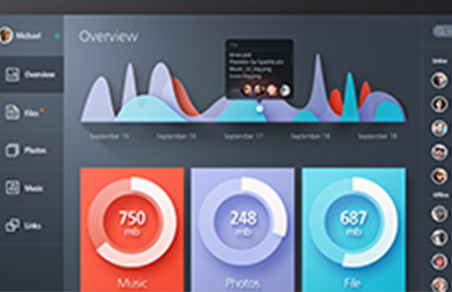 Michael
Overview
Overview
Files
Photos
Music
Links
September 15
September 16
September 17
September 18
September 19
Online
Offline
750
mb
Music
248
mb
Photos
687
mb
File